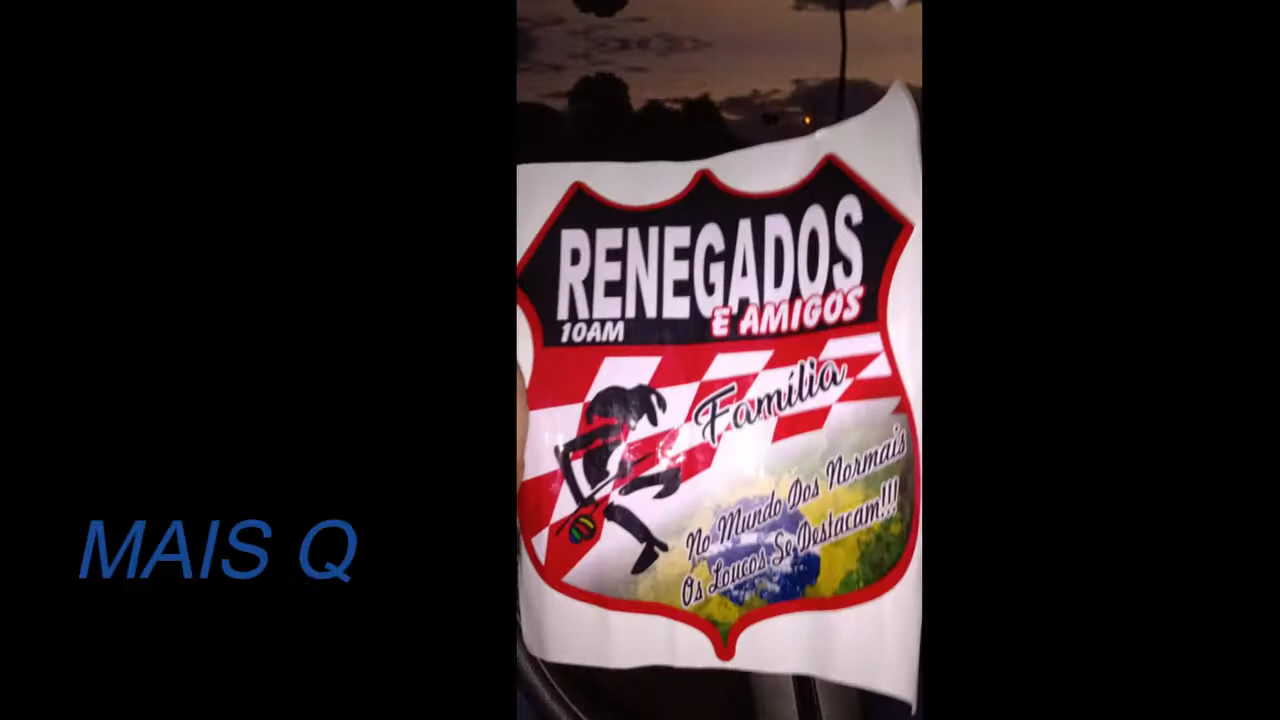 RENEGADOS
10AM
E AMIGOS
Família
No Mundo Dos Normais
Os Loucos Se Destacam!!!
MAIS Q